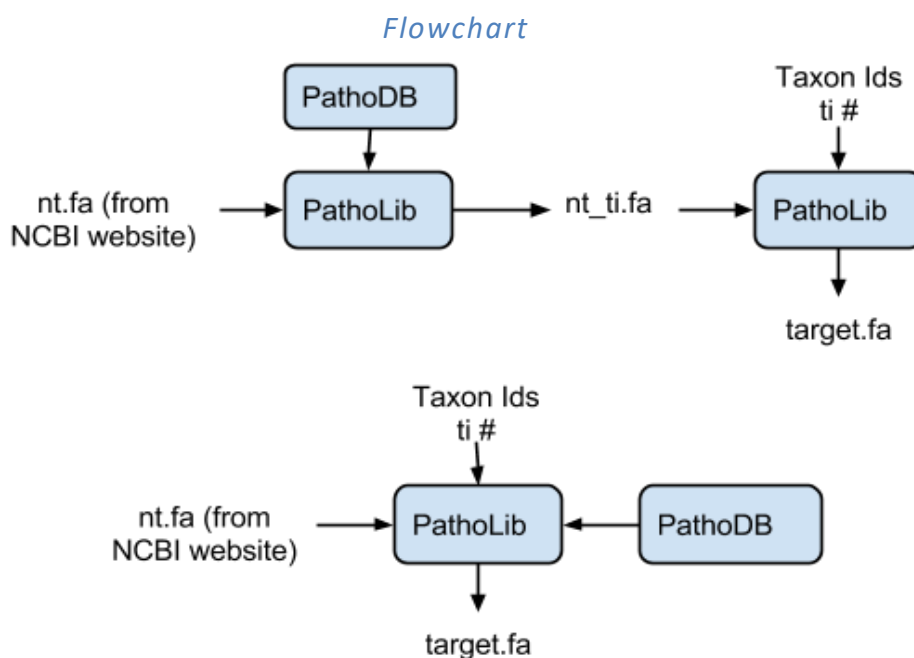 Flowchart
PathoDB
Taxon Ids
ti #
nt.fa (from
NCBI website)
PathoLib
nt_ti.fa
PathoLib
target.fa
Taxon Ids
ti #
nt.fa (from
NCBI website)
PathoLib
PathoDB
target.fa